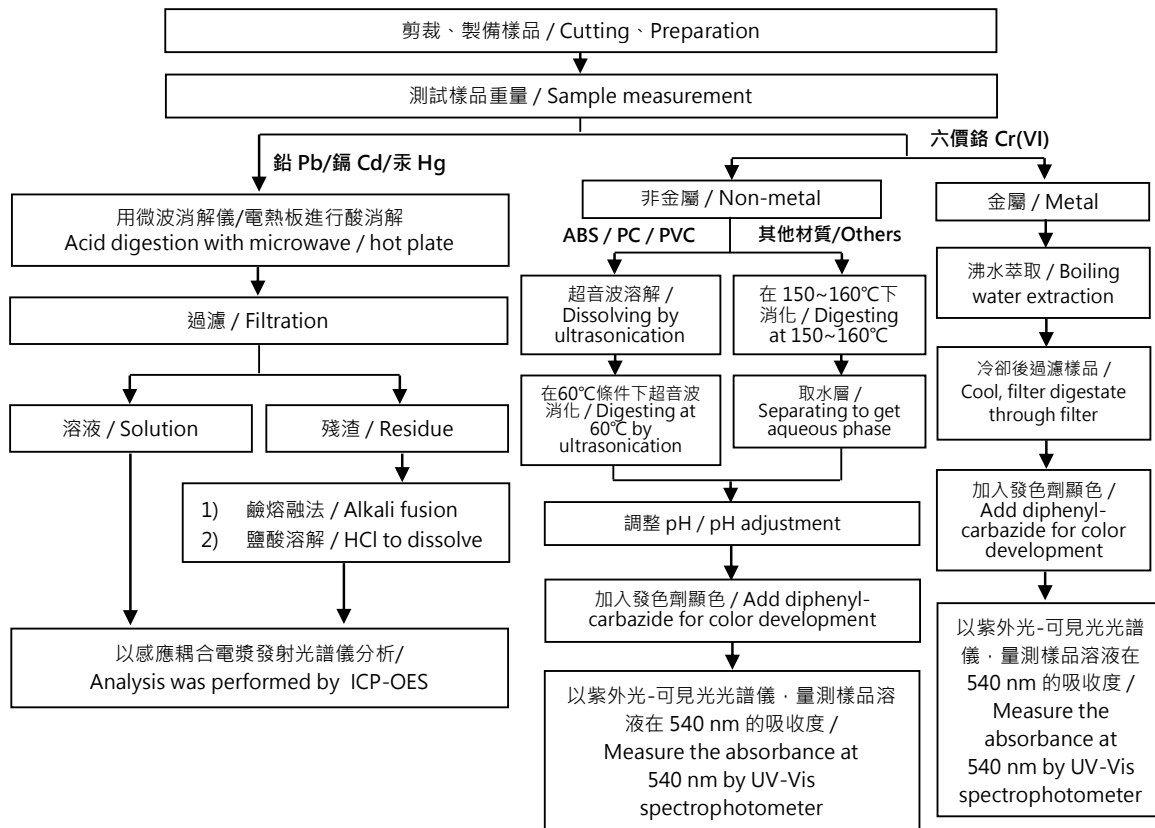 剪裁、製備樣品 / Cutting、Preparation
測試樣品重量 / Sample measurement
鉛 Pb/鎘 Cd/汞 Hg
用微波消解儀/電熱板進行酸消解
Acid digestion with microwave / hot plate
過濾 / Filtration
溶液 / Solution
殘渣 / Residue
1) 鹼熔融法 / Alkali fusion
2) 鹽酸溶解 / HCl to dissolve
以感應耦合電漿發射光譜儀分析/
Analysis was performed by ICP-OES
六價鉻 Cr(VI)
非金屬 / Non-metal
ABS / PC / PVC
其他材質/Others
超音波溶解 /
Dissolving by
ultrasonication
在60℃條件下超音波
消化 / Digesting at
60℃ by
ultrasonication
在 150~160℃下
消化 / Digesting
at 150~160℃
取水層 /
Separating to get
aqueous phase
調整 pH / pH adjustment
加入發色劑顯色 / Add diphenyl-
carbazide for color development
以紫外光-可見光光譜儀，量測樣品溶
液在 540 nm 的吸收度 /
Measure the absorbance at
540 nm by UV-Vis
spectrophotometer
金屬 / Metal
沸水萃取 / Boiling
water extraction
冷卻後過濾樣品 /
Cool, filter digestate
through filter
加入發色劑顯色 /
Add diphenyl-
carbazide for color
development
以紫外光-可見光光譜
儀，量測樣品溶液在
540 nm 的吸收度 /
Measure the
absorbance at
540 nm by UV-Vis
spectrophotometer